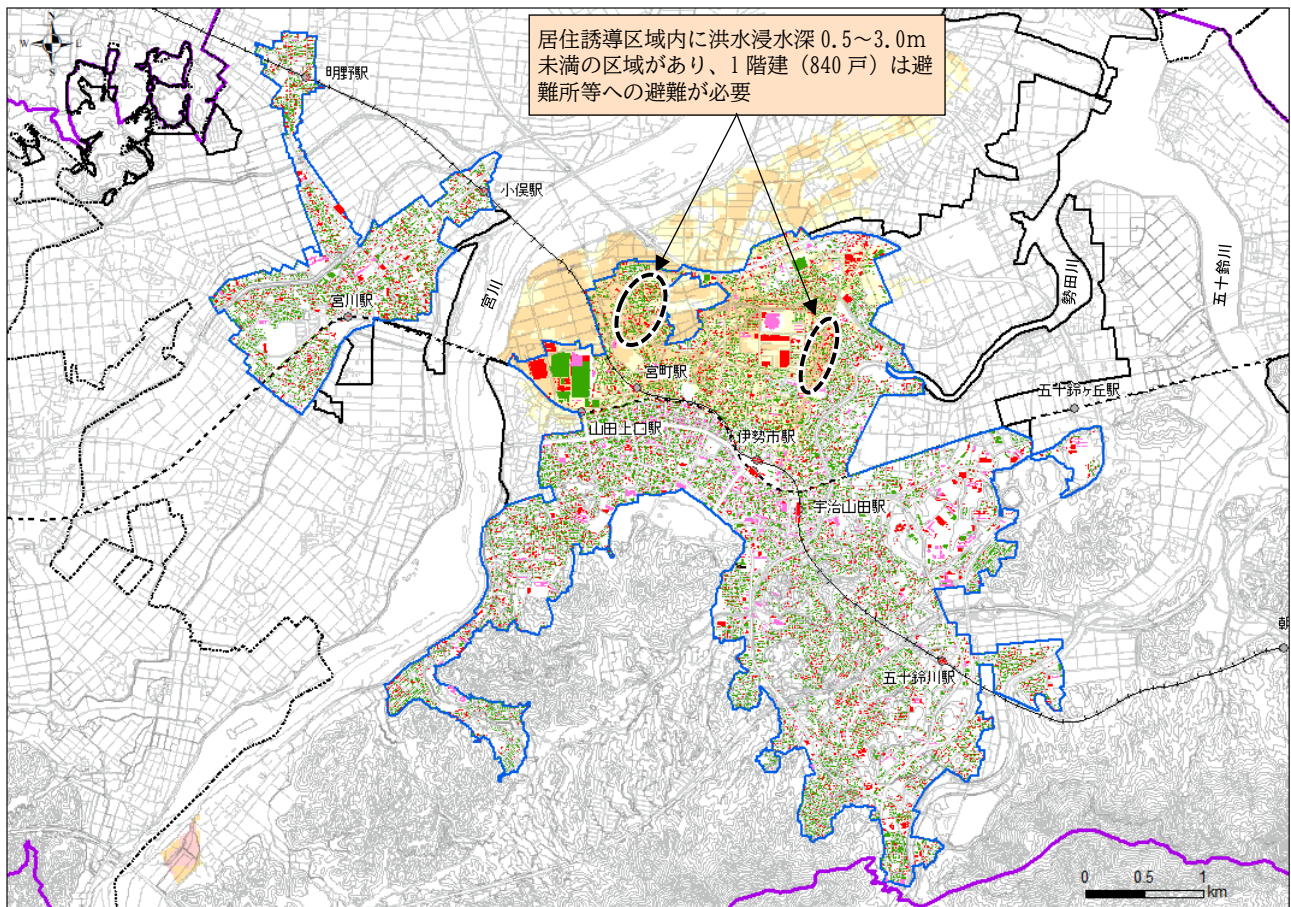 N
W
E
S
居住誘導区域内に洪水浸水深 0.5～3.0m
未満の区域があり、1 階建（840 戸）は避
難所等への避難が必要
明野駅
小俣駅
宮川
宮川駅
勢田川
五十鈴川
宮町駅
五十鈴ヶ丘駅
山田上口駅
伊勢市駅
宇治山田駅
朝
五十鈴川駅
0 0.5 1
km